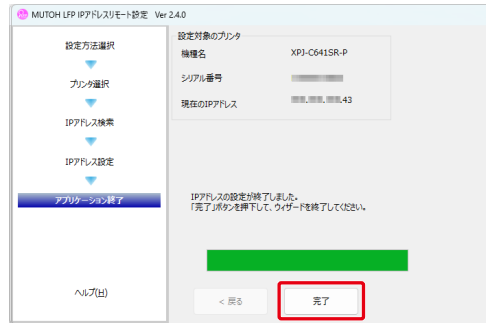 MUTOH LFP IPアドレスリモート設定 Ver 2.4.0
設定方法選択
プリンタ選択
IPアドレス検索
IPアドレス設定
アプリケーション終了
ヘルプ(H)
設定対象のプリンタ
機種名 XPJ-C641SR-P
シリアル番号
現在のIPアドレス .43
IPアドレスの設定が終了しました。
「完了」ボタンを押下して、ウィザードを終了してください。
< 戻る 完了